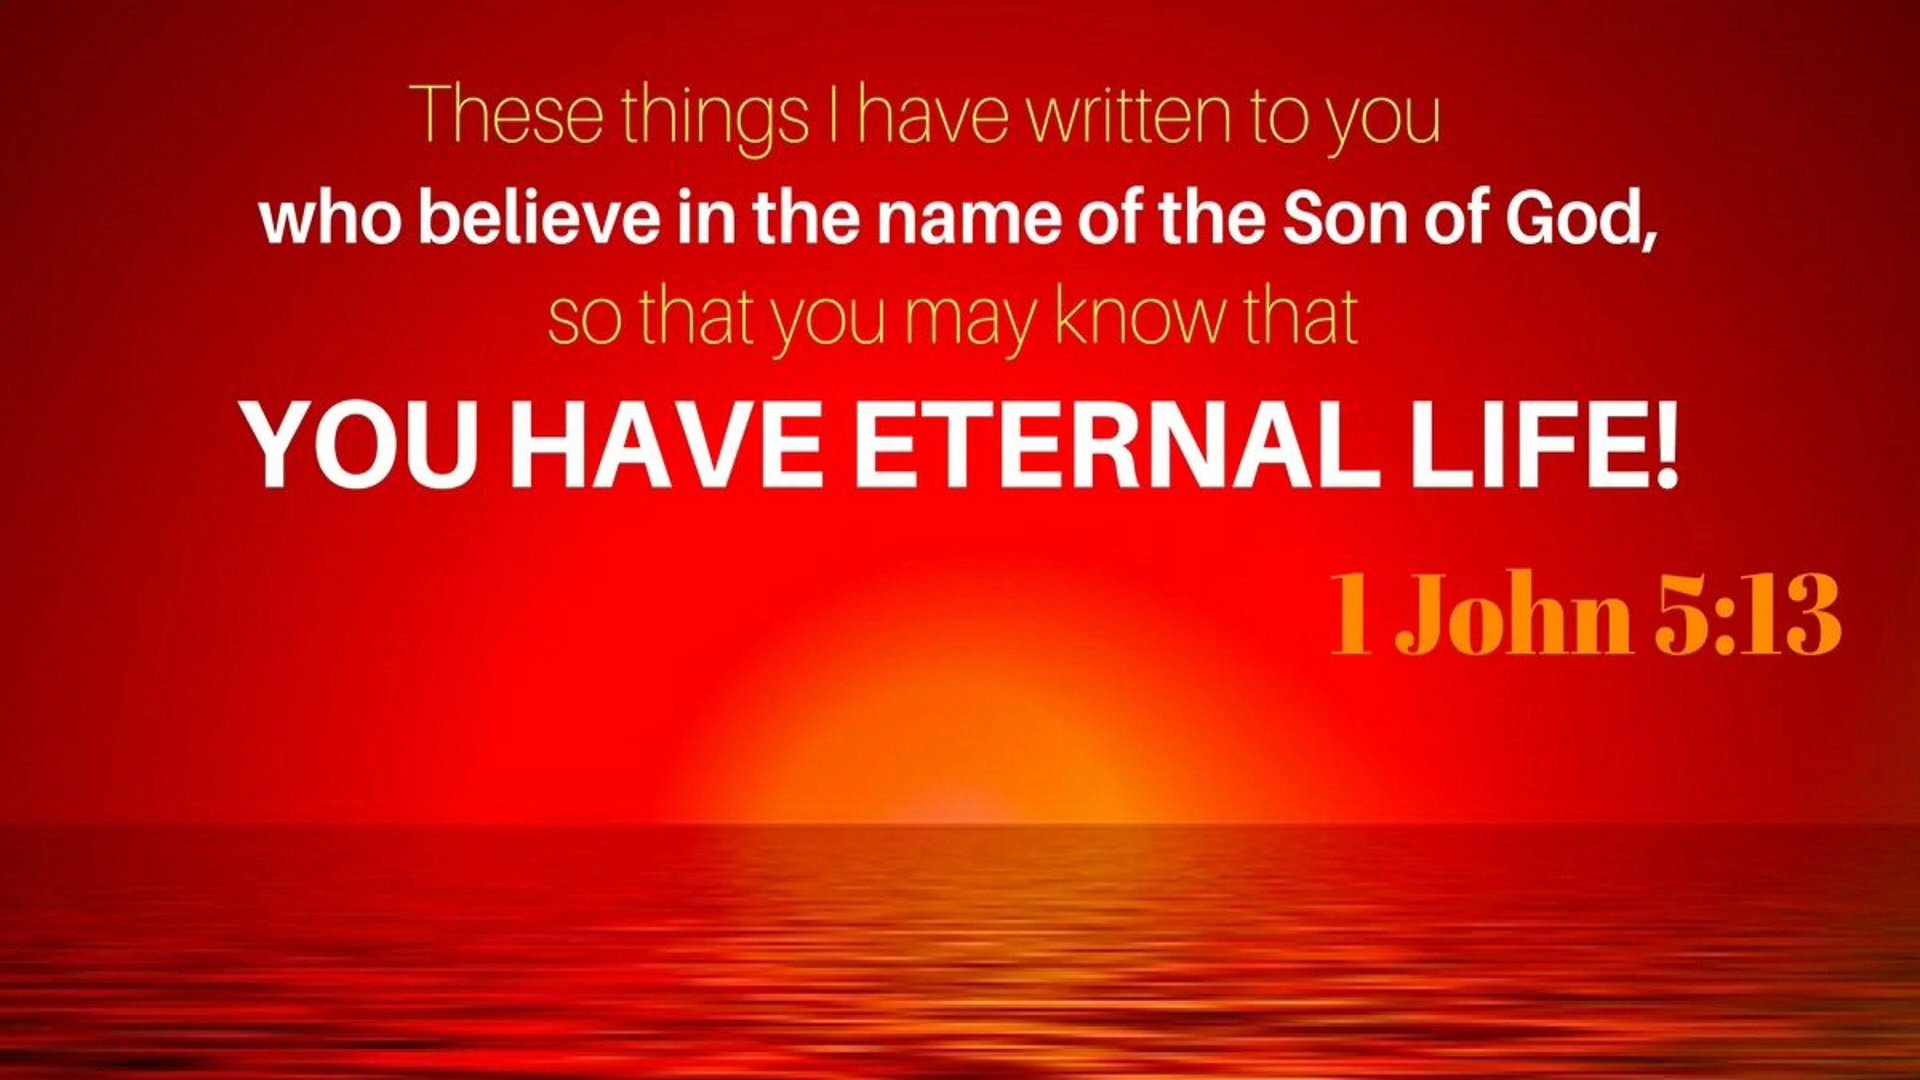 These things I have written to you
who believe in the name of the Son of God,
so that you may know that
YOU HAVE ETERNAL LIFE!
1 John 5:13